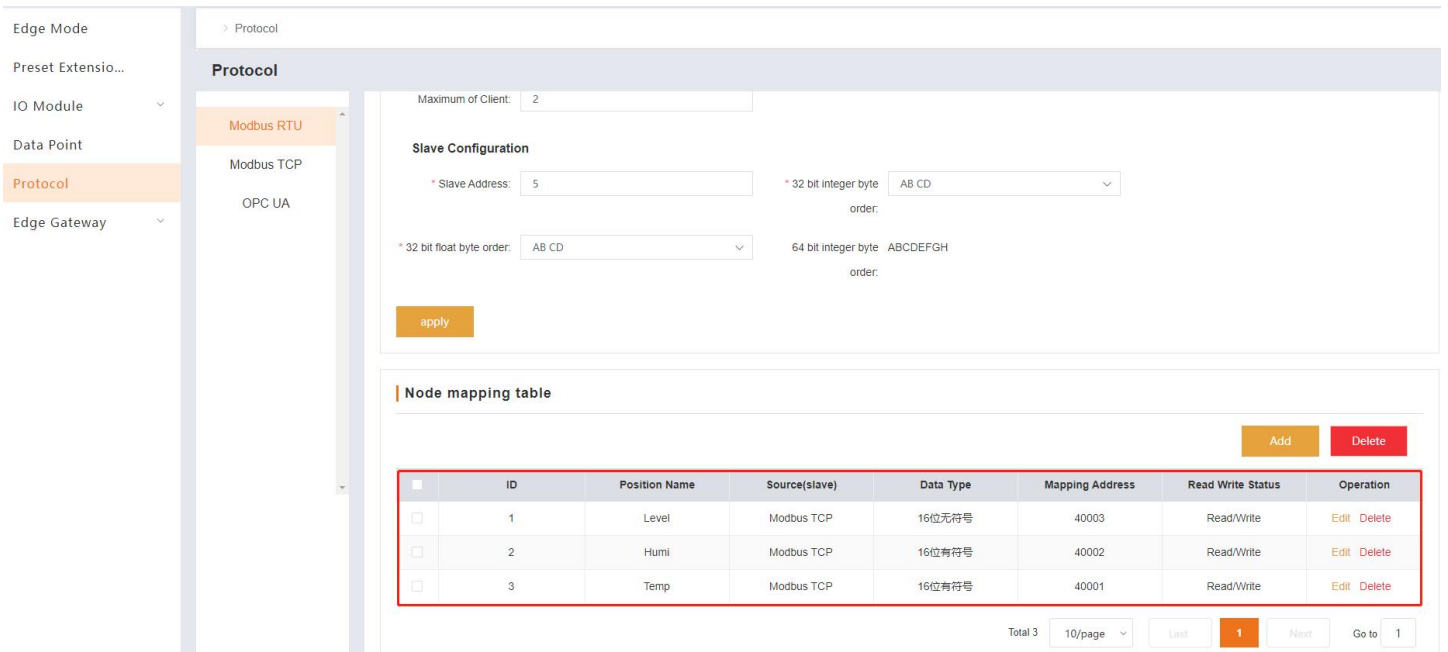 Edge Mode
Preset Extensio...
IO Module
Data Point
Protocol
Edge Gateway
> Protocol
Protocol
Modbus RTU
Modbus TCP
OPC UA
Maximum of Client: 2
Slave Configuration
* Slave Address: 5
* 32 bit integer byte order: AB CD
* 32 bit float byte order: AB CD
64 bit integer byte order: ABCDEFGH
apply
Node mapping table
Add Delete
ID Position Name Source(slave) Data Type Mapping Address Read Write Status Operation
1 Level Modbus TCP 16位无符号 40003 Read/Write Edit Delete
2 Humi Modbus TCP 16位有符号 40002 Read/Write Edit Delete
3 Temp Modbus TCP 16位有符号 40001 Read/Write Edit Delete
Total 3 10/page Last 1 Next Go to 1